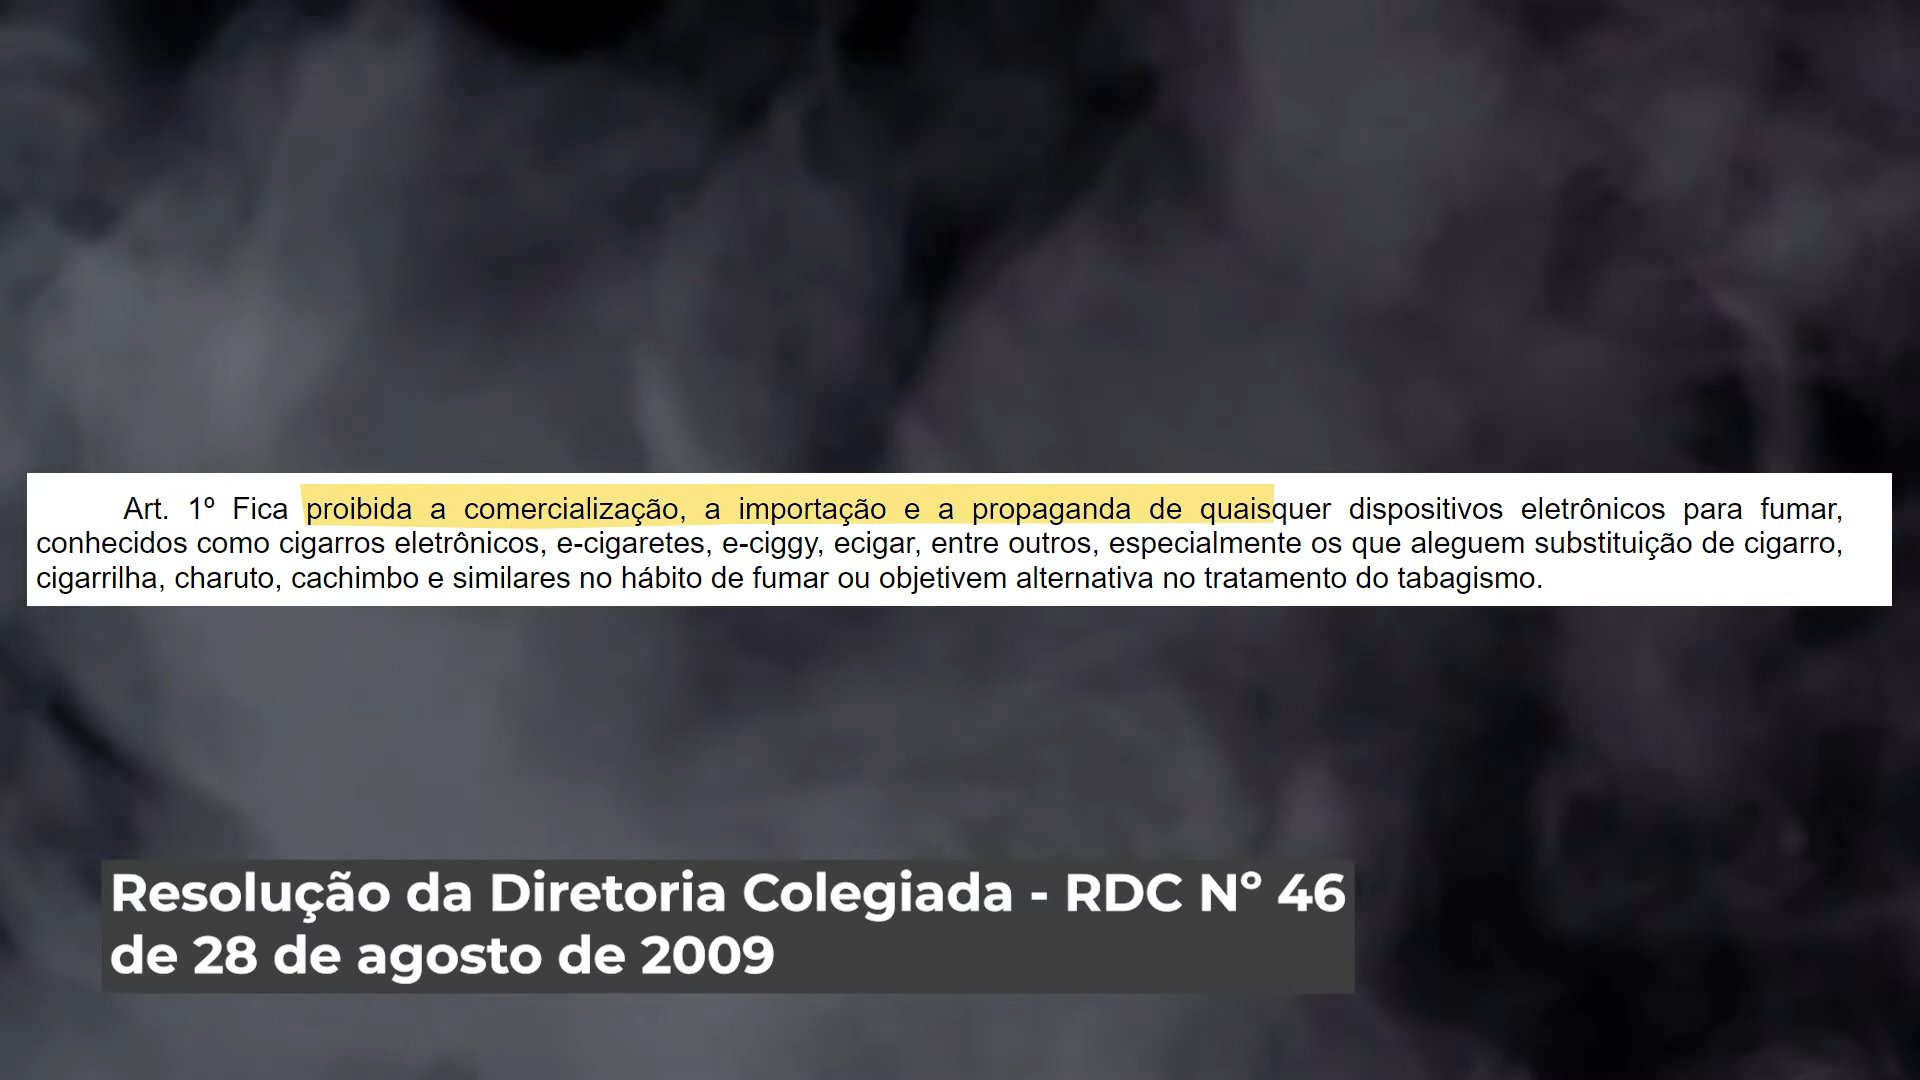 Art. 1º Fica proibida a comercialização, a importação e a propaganda de quaisquer dispositivos eletrônicos para fumar,
conhecidos como cigarros eletrônicos, e-cigaretes, e-ciggy, ecigar, entre outros, especialmente os que aleguem substituição de cigarro,
cigarrilha, charuto, cachimbo e similares no hábito de fumar ou objetivem alternativa no tratamento do tabagismo.
Resolução da Diretoria Colegiada - RDC Nº 46
de 28 de agosto de 2009